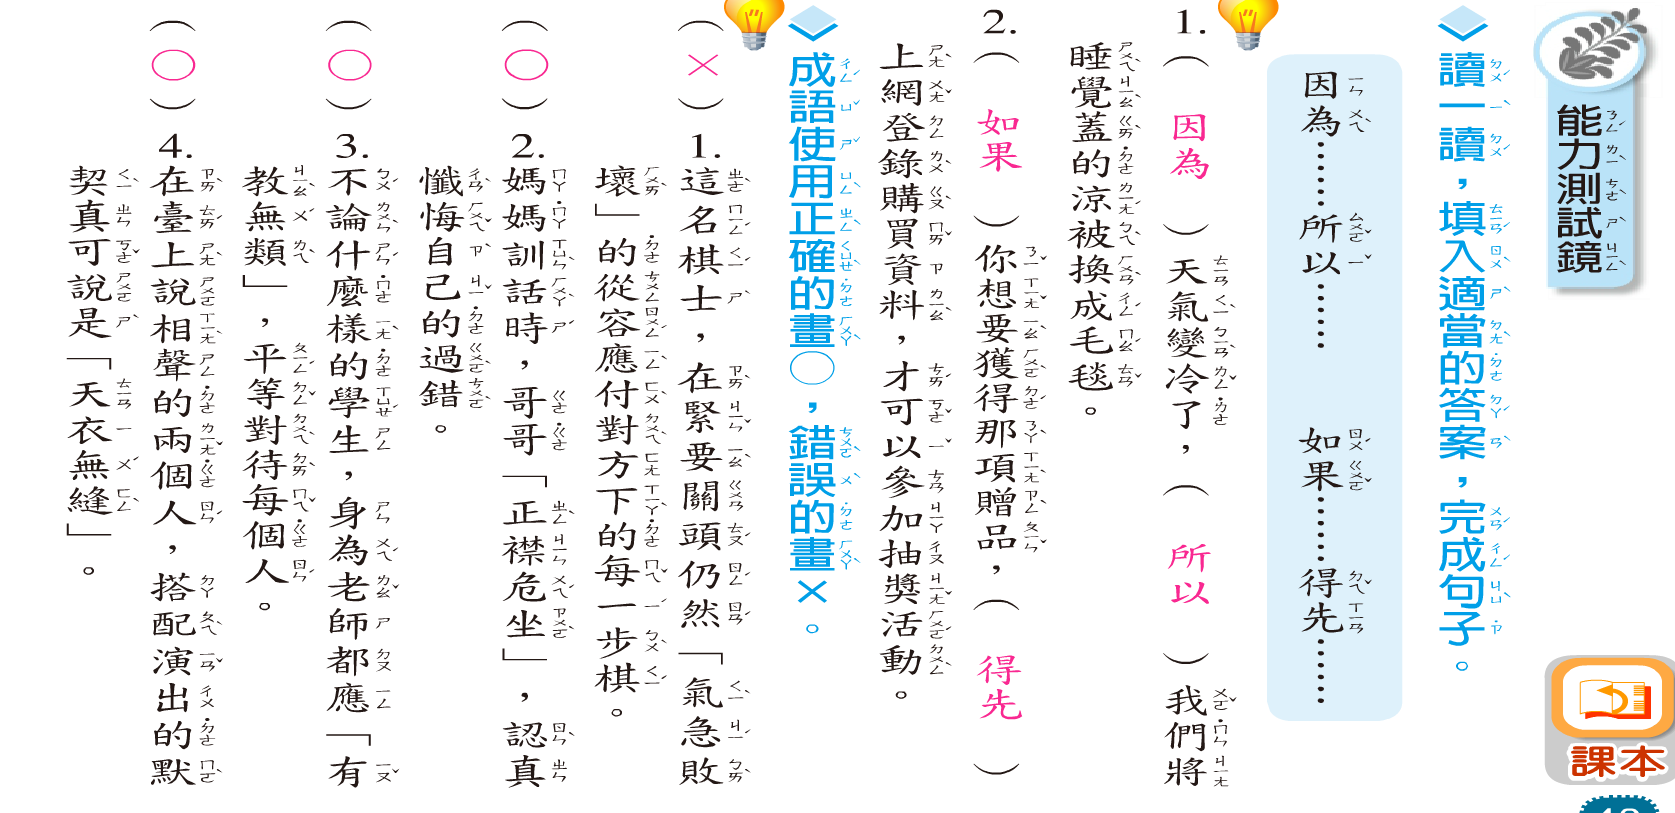 能力測試鏡
讀一讀，填入適當的答案，完成句子。
因為……所以……　如果……得先……
1.（因為）天氣變冷了，（所以）我們將
睡覺蓋的涼被換成毛毯。
2.（如果）你想要獲得那項贈品，（得先）
上網登錄購買資料，才可以參加抽獎活動。
成語使用正確的畫○，錯誤的畫×。
（×）1.這名棋士，在緊要關頭仍然「氣急敗
壞」的從容應付對方下的每一步棋。
（○）2.媽媽訓話時，哥哥「正襟危坐」，認真
懺悔自己的過錯。
（○）3.不論什麼樣的學生，身為老師都應「有
教無類」，平等對待每個人。
（○）4.在臺上說相聲的兩個人，搭配演出的默
契真可說是「天衣無縫」。
課本